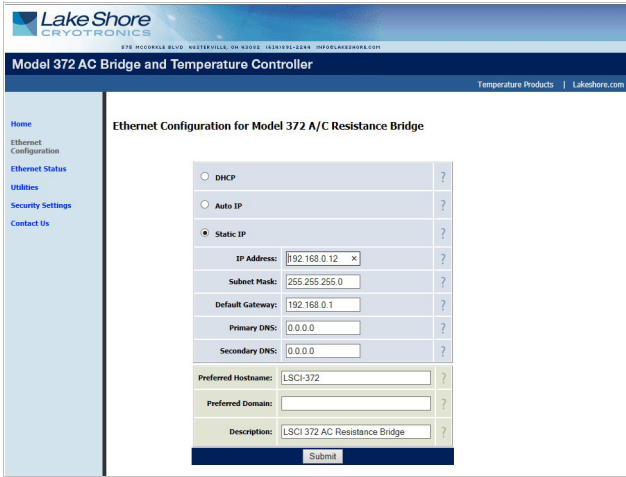 Lake Shore
CRYOTRONICS
575 MCCORKLE BLVD WESTERVILLE, OH 43082 (614)891-2244 INFO@LAKESHORE.COM
Model 372 AC Bridge and Temperature Controller
Temperature Products | Lakeshore.com
Home
Ethernet
Configuration
Ethernet Status
Utilities
Security Settings
Contact Us
Ethernet Configuration for Model 372 A/C Resistance Bridge
DHCP ?
Auto IP ?
Static IP ?
IP Address: 192.168.0.12 × ?
Subnet Mask: 255.255.255.0 ?
Default Gateway: 192.168.0.1 ?
Primary DNS: 0.0.0.0 ?
Secondary DNS: 0.0.0.0 ?
Preferred Hostname: LSCI-372 ?
Preferred Domain: ?
Description: LSCI 372 AC Resistance Bridge ?
Submit